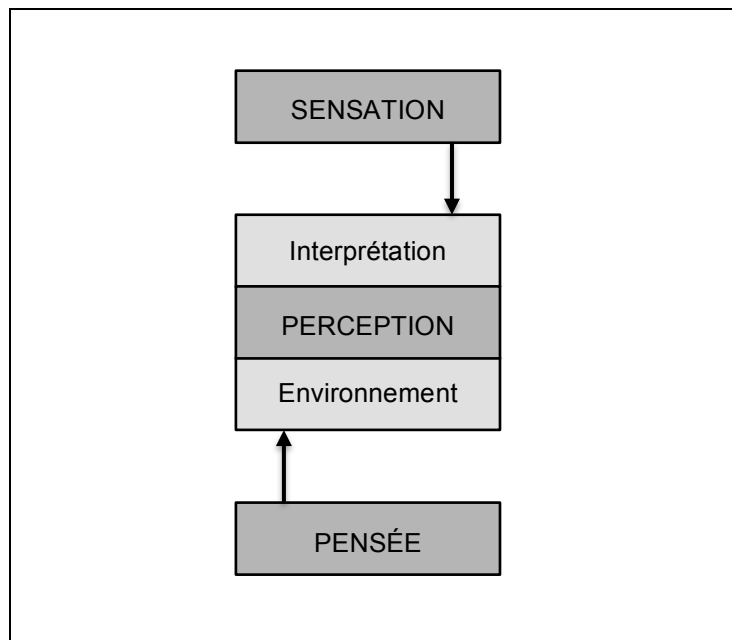 SENSATION
Interprétation
PERCEPTION
Environnement
PENSÉE